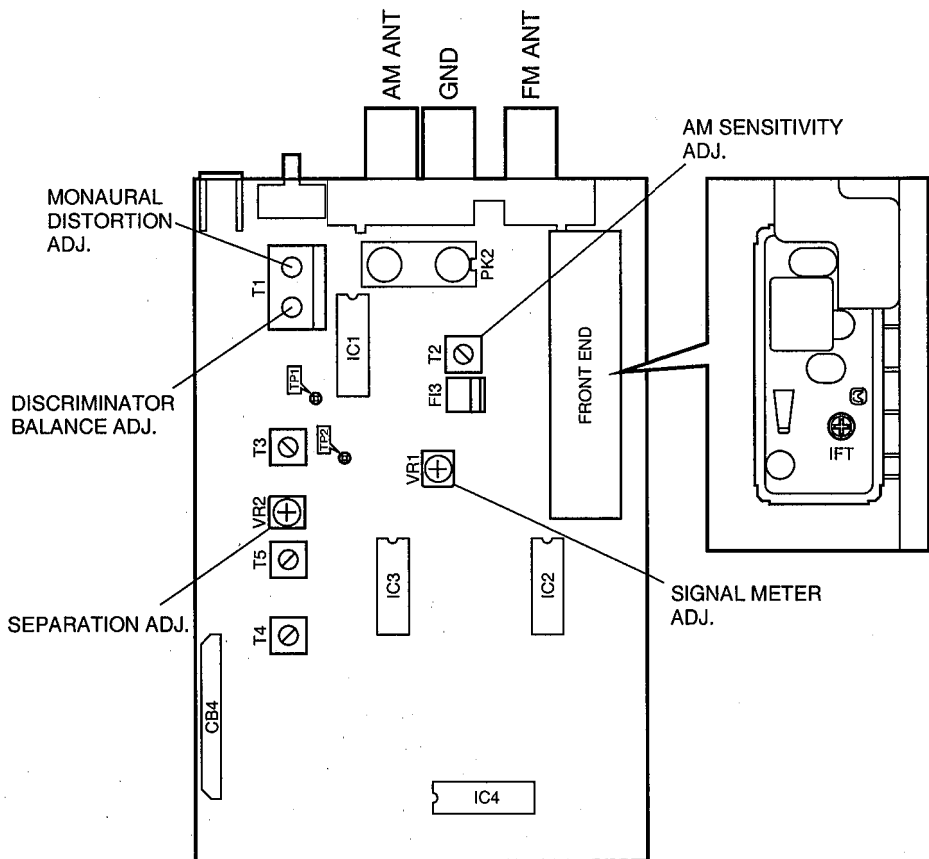 AM ANT
GND
FM ANT
AM SENSITIVITY
ADJ.
MONAURAL
DISTORTION
ADJ.
T1
PK2
IC1
T2
FI3
FRONT END
TP1
DISCRIMINATOR
BALANCE ADJ.
T3
TP2
VR1
IFT
VR2
T5
IC3
IC2
SIGNAL METER
ADJ.
SEPARATION ADJ.
T4
CB4
IC4